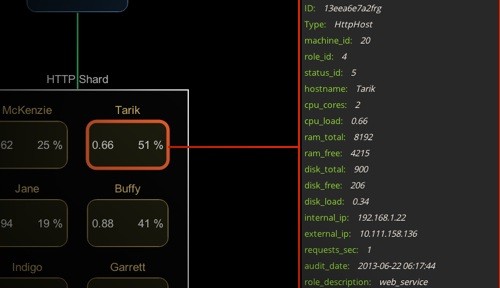 HTTP Shard
McKenzie
Tarik
62 25 %
0.66 51 %
Jane
Buffy
94 19 %
0.88 41 %
Indigo
Garrett
ID: 13eea6e7a2frg
Type: HttpHost
machine_id: 20
role_id: 4
status_id: 5
hostname: Tarik
cpu_cores: 2
cpu_load: 0.66
ram_total: 8192
ram_free: 4215
disk_total: 900
disk_free: 206
disk_load: 0.34
internal_ip: 192.168.1.22
external_ip: 10.111.158.136
requests_sec: 1
audit_date: 2013-06-22 06:17:44
role_description: web_service